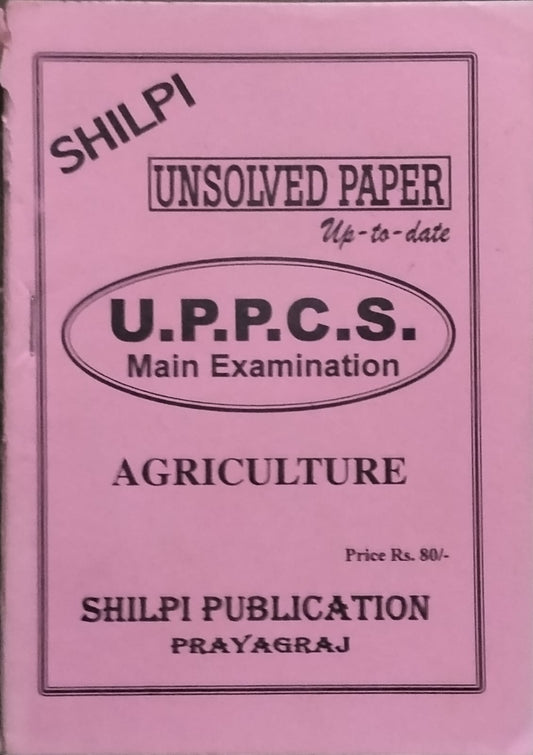 SHILPI
UNSOLVED PAPER
Up-to-date
U.P.P.C.S.
Main Examination
AGRICULTURE
Price Rs. 80/-
SHILPI PUBLICATION
PRAYAGRAJ